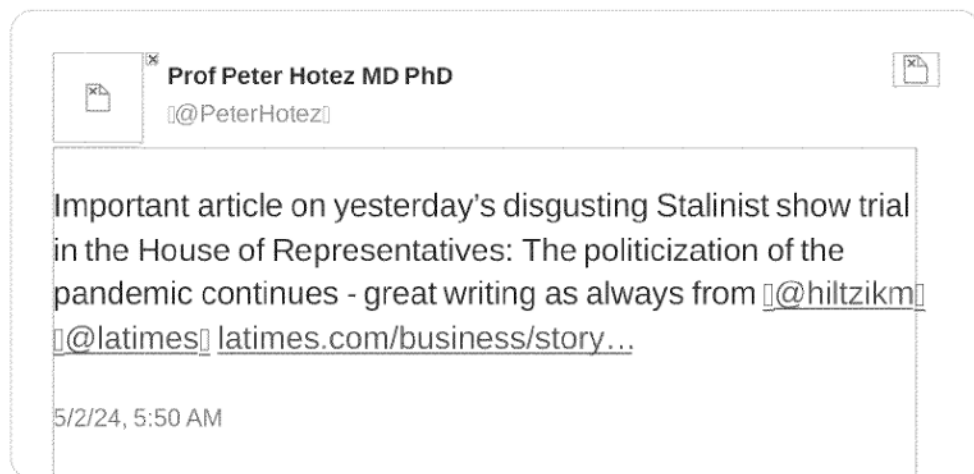 Prof Peter Hotez MD PhD
@PeterHotez
Important article on yesterday’s disgusting Stalinist show trial
in the House of Representatives: The politicization of the
pandemic continues - great writing as always from @hiltzikm
@latimes latimes.com/business/story…
5/2/24, 5:50 AM